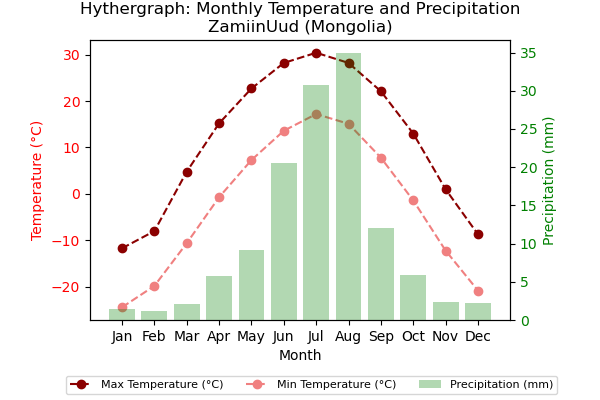 Hythergraph: Monthly Temperature and Precipitation
ZamiinUud (Mongolia)
Temperature (°C)
30
20
10
0
−10
−20
Precipitation (mm)
35
30
25
20
15
10
5
0
Jan Feb Mar Apr May Jun Jul Aug Sep Oct Nov Dec
Month
Max Temperature (°C) Min Temperature (°C) Precipitation (mm)